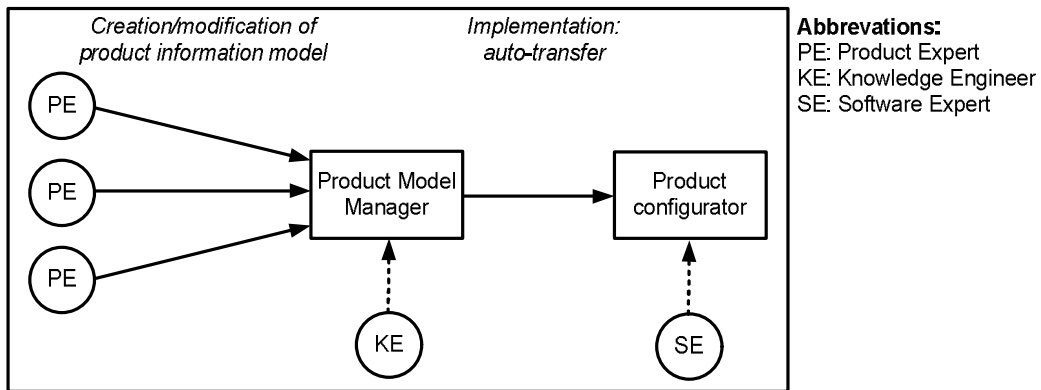 Creation/modification of
product information model
Implementation:
auto-transfer
Abbrevations:
PE: Product Expert
KE: Knowledge Engineer
SE: Software Expert
PE
PE
PE
Product Model
Manager
Product
configurator
KE
SE